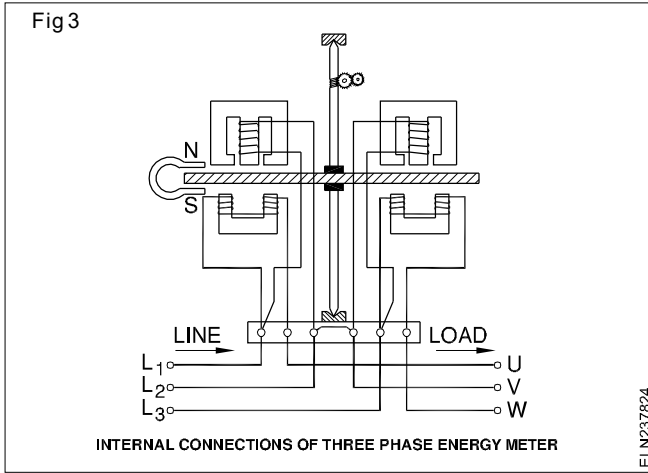 Fig 3
N
S
LINE
LOAD
L1
U
L2
V
L3
W
INTERNAL CONNECTIONS OF THREE PHASE ENERGY METER
ELN237824